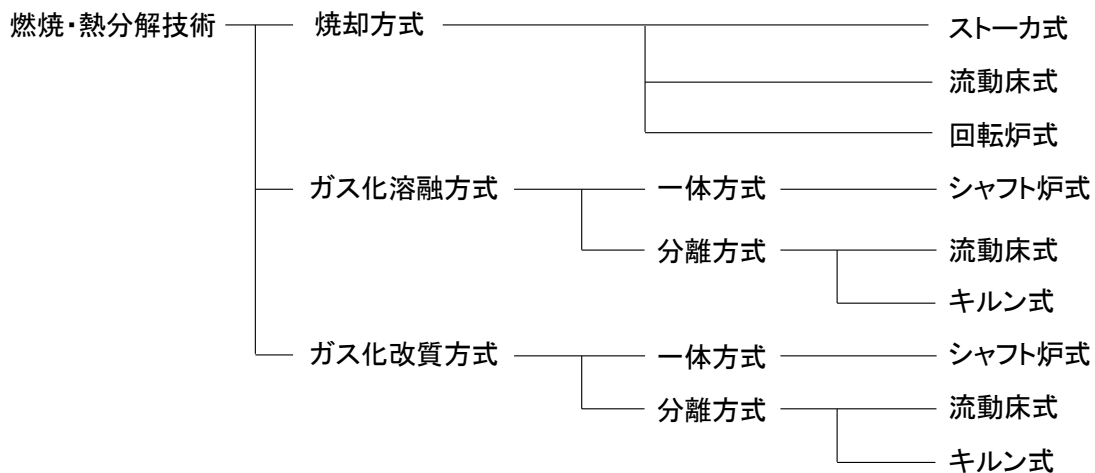 燃焼・熱分解技術 焼却方式 ストーカ式
流動床式
回転炉式
ガス化溶融方式 一体方式 シャフト炉式
分離方式 流動床式
キルン式
ガス化改質方式 一体方式 シャフト炉式
分離方式 流動床式
キルン式